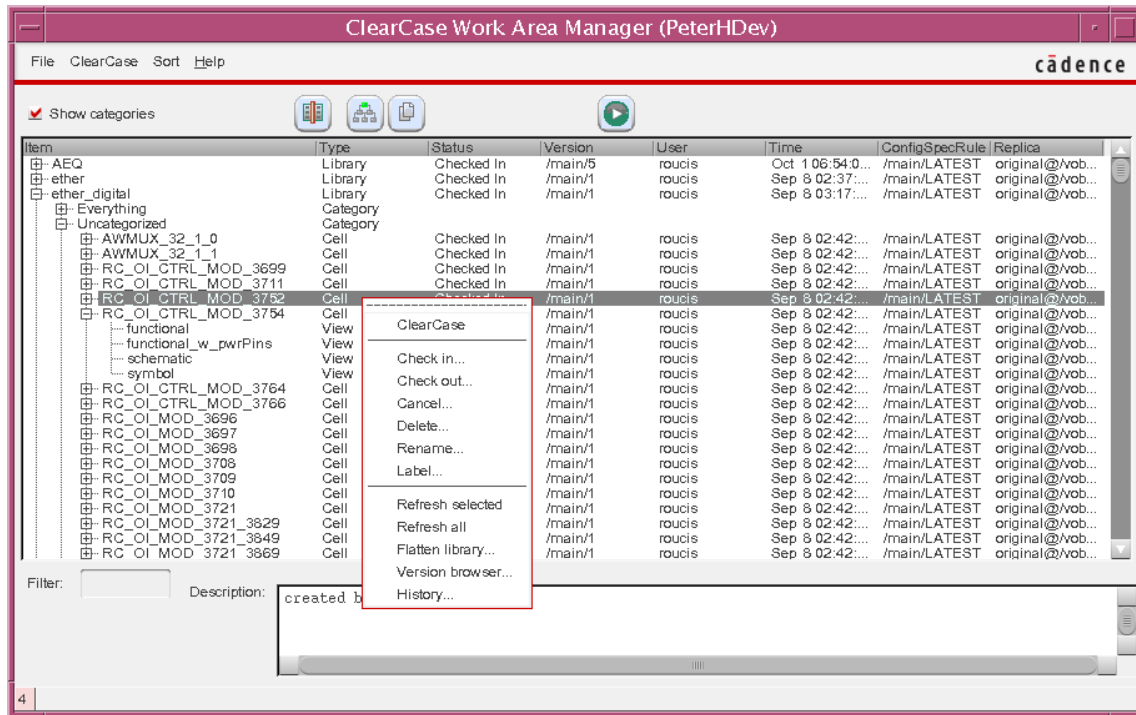 ClearCase Work Area Manager (PeterHDev)
File ClearCase Sort Help
cādence
Show categories
Item Type Status Version User Time ConfigSpecRule Replica
AEQ Library Checked In /main/5 roucis Oct 1 06:54:0... /main/LATEST original@/vob...
ether Library Checked In /main/1 roucis Sep 8 02:37:... /main/LATEST original@/vob...
ether_digital Library Checked In /main/1 roucis Sep 8 03:17:... /main/LATEST original@/vob...
Everything Category
Uncategorized Category
AWMUX_32_1_0 Cell Checked In /main/1 roucis Sep 8 02:42:... /main/LATEST original@/vob...
AWMUX_32_1_1 Cell Checked In /main/1 roucis Sep 8 02:42:... /main/LATEST original@/vob...
RC_OI_CTRL_MOD_3699 Cell Checked In /main/1 roucis Sep 8 02:42:... /main/LATEST original@/vob...
RC_OI_CTRL_MOD_3711 Cell Checked In /main/1 roucis Sep 8 02:42:... /main/LATEST original@/vob...
RC_OI_CTRL_MOD_3752 Cell Checked In /main/1 roucis Sep 8 02:42:... /main/LATEST original@/vob...
RC_OI_CTRL_MOD_3754 Cell /main/1 roucis Sep 8 02:42:... /main/LATEST original@/vob...
functional View /main/1 roucis Sep 8 02:42:... /main/LATEST original@/vob...
functional_w_pwrPins View /main/1 roucis Sep 8 02:42:... /main/LATEST original@/vob...
schematic View /main/1 roucis Sep 8 02:42:... /main/LATEST original@/vob...
symbol View /main/1 roucis Sep 8 02:42:... /main/LATEST original@/vob...
RC_OI_CTRL_MOD_3764 Cell /main/1 roucis Sep 8 02:42:... /main/LATEST original@/vob...
RC_OI_CTRL_MOD_3766 Cell /main/1 roucis Sep 8 02:42:... /main/LATEST original@/vob...
RC_OI_MOD_3696 Cell /main/1 roucis Sep 8 02:42:... /main/LATEST original@/vob...
RC_OI_MOD_3697 Cell /main/1 roucis Sep 8 02:42:... /main/LATEST original@/vob...
RC_OI_MOD_3698 Cell /main/1 roucis Sep 8 02:42:... /main/LATEST original@/vob...
RC_OI_MOD_3708 Cell /main/1 roucis Sep 8 02:42:... /main/LATEST original@/vob...
RC_OI_MOD_3709 Cell /main/1 roucis Sep 8 02:42:... /main/LATEST original@/vob...
RC_OI_MOD_3710 Cell /main/1 roucis Sep 8 02:42:... /main/LATEST original@/vob...
RC_OI_MOD_3721 Cell /main/1 roucis Sep 8 02:42:... /main/LATEST original@/vob...
RC_OI_MOD_3721_3829 Cell /main/1 roucis Sep 8 02:42:... /main/LATEST original@/vob...
RC_OI_MOD_3721_3849 Cell /main/1 roucis Sep 8 02:42:... /main/LATEST original@/vob...
RC_OI_MOD_3721_3869 Cell /main/1 roucis Sep 8 02:42:... /main/LATEST original@/vob...
ClearCase
Check in...
Check out...
Cancel...
Delete...
Rename...
Label...
Refresh selected
Refresh all
Flatten library...
Version browser...
History...
Filter:
Description:
created b
4